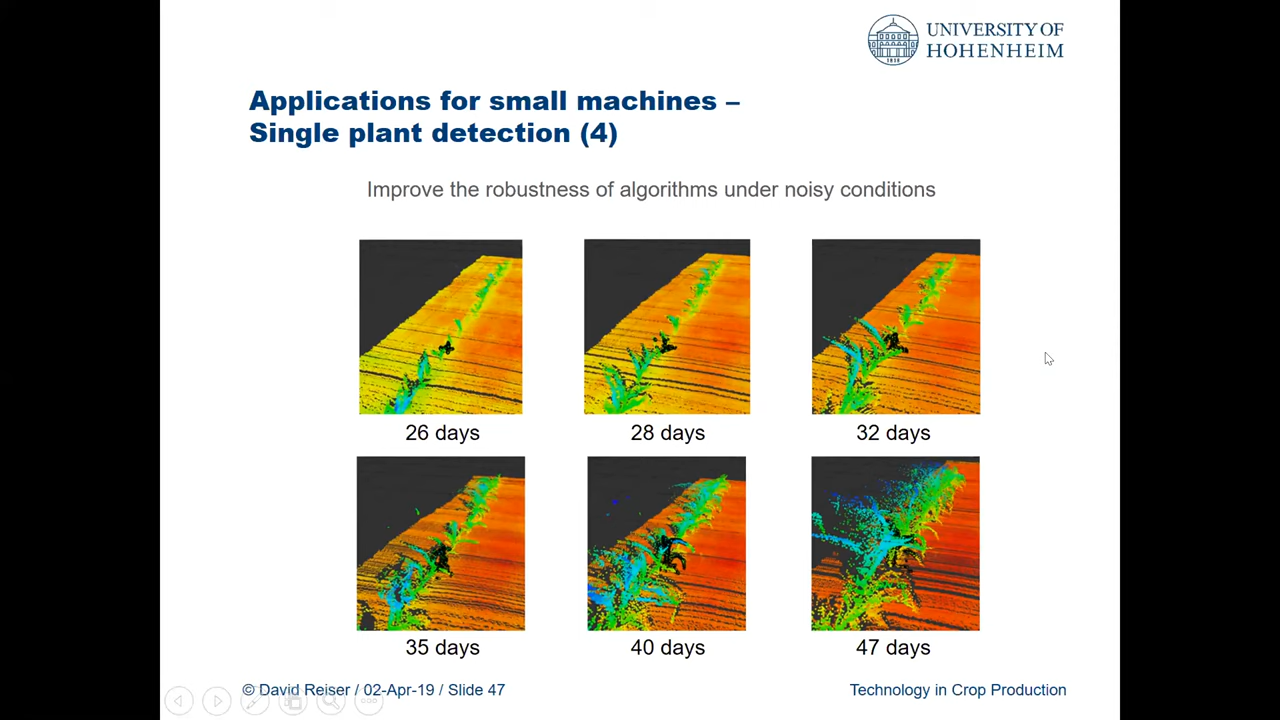 UNIVERSITY OF
HOHENHEIM
Applications for small machines –
Single plant detection (4)
Improve the robustness of algorithms under noisy conditions
26 days
28 days
32 days
35 days
40 days
47 days
© David Reiser / 02-Apr-19 / Slide 47
Technology in Crop Production